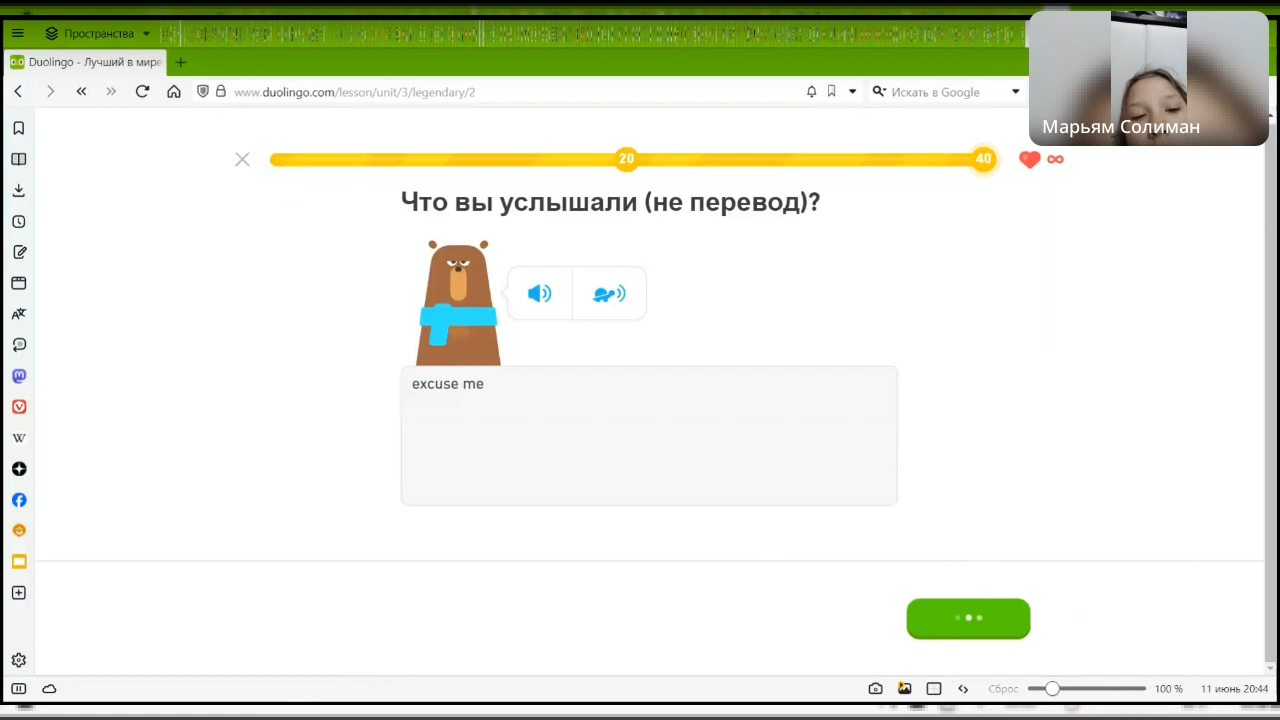 Пространства
Duolingo - Лучший в мире
www.duolingo.com/lesson/unit/3/legendary/2
Искать в Google
Марьям Солиман
20
40
Что вы услышали (не перевод)?
excuse me
W
Сброс
100 %
11 июнь 20:44